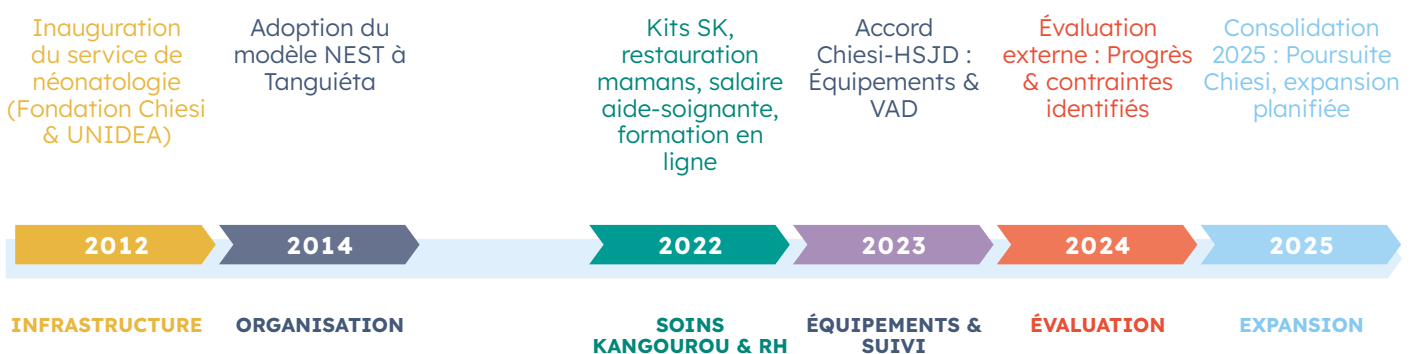 Inauguration
du service de
néonatologie
(Fondation Chiesi
& UNIDEA)
Adoption du
modèle NEST à
Tanguiéta
Kits SK,
restauration
mamans, salaire
aide-soignante,
formation en
ligne
Accord
Chiesi-HSJD :
Équipements &
VAD
Évaluation
externe : Progrès
& contraintes
identifiés
Consolidation
2025 : Poursuite
Chiesi, expansion
planifiée
2012
2014
2022
2023
2024
2025
INFRASTRUCTURE
ORGANISATION
SOINS
KANGOUROU & RH
ÉQUIPEMENTS &
SUIVI
ÉVALUATION
EXPANSION